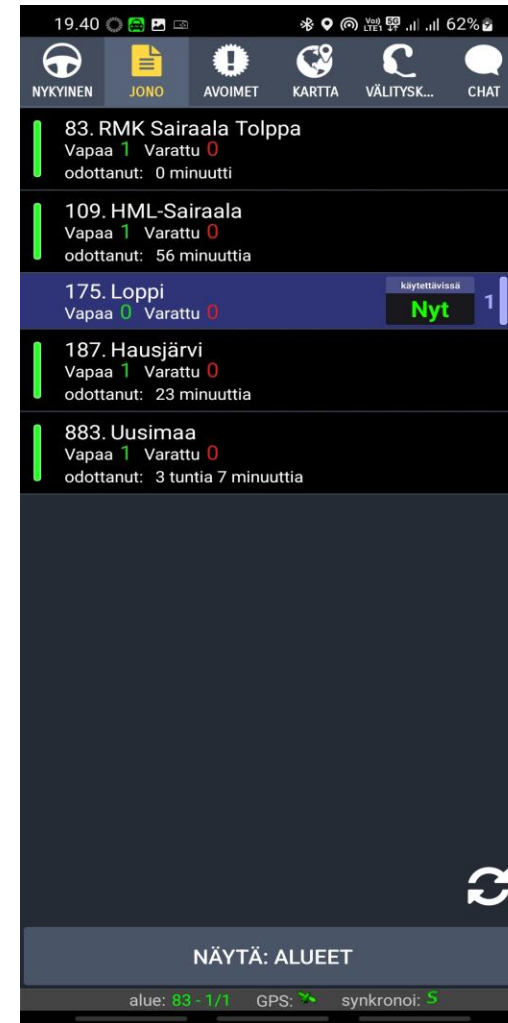 19.40
Vo)) LTE1 5G 62%
NYKYINEN JONO AVOIMET KARTTA VÄLITYSK... CHAT
83. RMK Sairaala Tolppa
Vapaa 1 Varattu 0
odottanut: 0 minuutti
109. HML-Sairaala
Vapaa 1 Varattu 0
odottanut: 56 minuuttia
175. Loppi
Vapaa 0 Varattu 0
käytettävissä
Nyt
1
187. Hausjärvi
Vapaa 1 Varattu 0
odottanut: 23 minuuttia
883. Uusimaa
Vapaa 1 Varattu 0
odottanut: 3 tuntia 7 minuuttia
NÄYTÄ: ALUEET
alue: 83 - 1/1 GPS: synkronoi: S